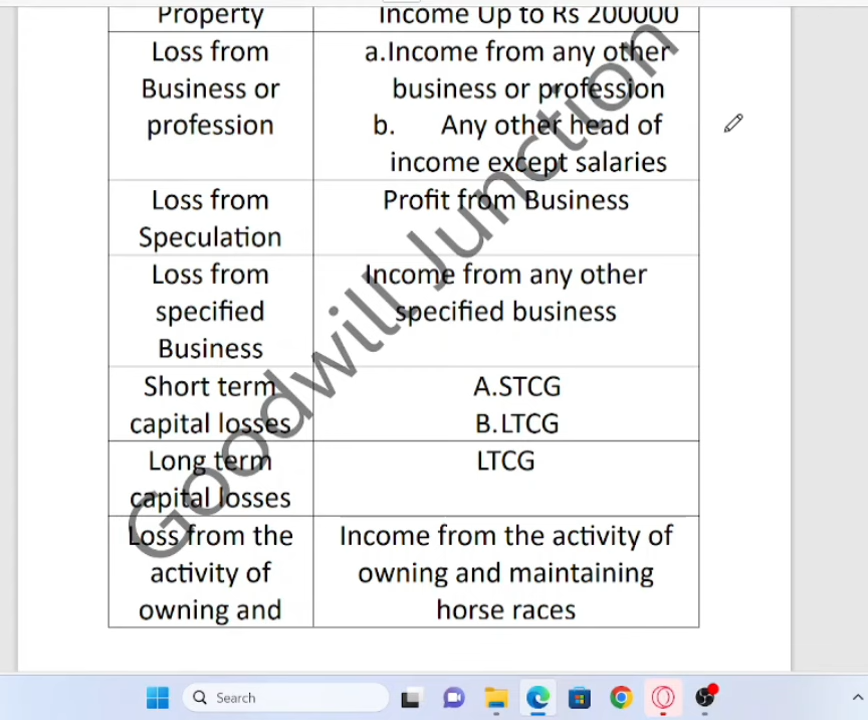 Property
Income Up to Rs 200000
Loss from
Business or
profession
a.Income from any other
business or profession
b. Any other head of
income except salaries
Loss from
Speculation
Profit from Business
Loss from
specified
Business
Income from any other
specified business
Short term
capital losses
A.STCG
B.LTCG
Long term
capital losses
LTCG
Loss from the
activity of
owning and
Income from the activity of
owning and maintaining
horse races
Goodwill Junction
Search